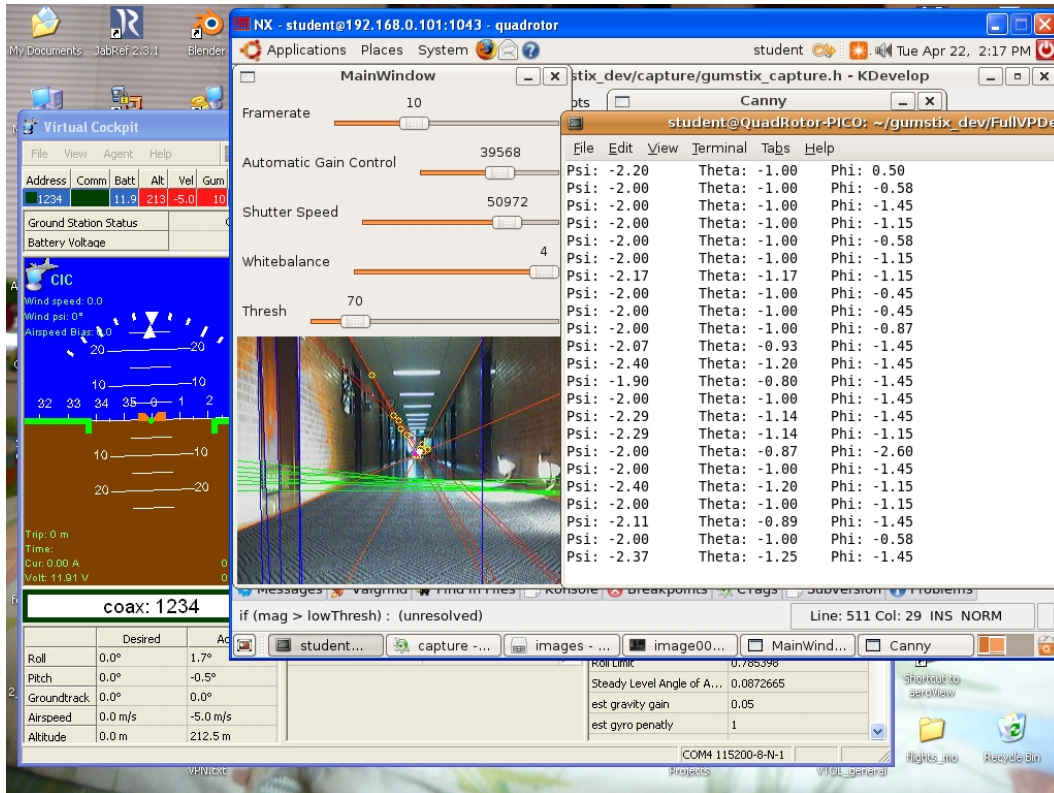 NX - student@192.168.0.101:1043 - quadrotor
My Documents
JabRef 2.3.1
Blender
Applications Places System
student
Tue Apr 22, 2:17 PM
MainWindow
stix_dev/capture/gumstix_capture.h - KDevelop
Canny
Framerate
10
Automatic Gain Control
39568
Shutter Speed
50972
Whitebalance
4
Thresh
70
student@QuadRotor-PICO: ~/gumstix_dev/FullVPDe
File Edit View Terminal Tabs Help
Psi: -2.20 Theta: -1.00 Phi: 0.50
Psi: -2.00 Theta: -1.00 Phi: -0.58
Psi: -2.00 Theta: -1.00 Phi: -1.45
Psi: -2.00 Theta: -1.00 Phi: -1.15
Psi: -2.00 Theta: -1.00 Phi: -0.58
Psi: -2.00 Theta: -1.00 Phi: -1.15
Psi: -2.17 Theta: -1.17 Phi: -1.15
Psi: -2.00 Theta: -1.00 Phi: -0.45
Psi: -2.00 Theta: -1.00 Phi: -0.45
Psi: -2.00 Theta: -1.00 Phi: -0.87
Psi: -2.07 Theta: -0.93 Phi: -1.45
Psi: -2.40 Theta: -1.20 Phi: -1.45
Psi: -1.90 Theta: -0.80 Phi: -1.45
Psi: -2.00 Theta: -1.00 Phi: -1.45
Psi: -2.29 Theta: -1.14 Phi: -1.45
Psi: -2.29 Theta: -1.14 Phi: -1.15
Psi: -2.00 Theta: -0.87 Phi: -2.60
Psi: -2.00 Theta: -1.00 Phi: -1.45
Psi: -2.40 Theta: -1.20 Phi: -1.15
Psi: -2.00 Theta: -1.00 Phi: -1.15
Psi: -2.11 Theta: -0.89 Phi: -1.45
Psi: -2.00 Theta: -1.00 Phi: -0.58
Psi: -2.37 Theta: -1.25 Phi: -1.45
Virtual Cockpit
File View Agent Help
Address Comm Batt Alt Vel Gum
1234 11.9 213 -5.0 10
Ground Station Status
Battery Voltage
CIC
Wind speed: 0.0
Wind psi: 0°
Airspeed Bias: 0.0
20 20
10 10
32 33 34 35 0 1 2
10 10
20 20
Trip: 0 m
Time:
Cur: 0.00 A
Volt: 11.91 V
coax: 1234
Desired
Roll 0.0° 1.7°
Pitch 0.0° -0.5°
Groundtrack 0.0° 0.0°
Airspeed 0.0 m/s -5.0 m/s
Altitude 0.0 m 212.5 m
Messages Valgrind Find in Files Konsole Breakpoints CTags Subversion Problems
if (mag > lowThresh) : (unresolved)
Line: 511 Col: 29 INS NORM
student... capture -... images - ... image00... MainWind... Canny
Roll Limit 0.785398
Steady Level Angle of A... 0.0872665
est gravity gain 0.05
est gyro penatly 1
COM4 115200-8-N-1
Shortcut to aeroView
flights_mo
Recycle Bin
VPN.txt
Projects
VTOL_general